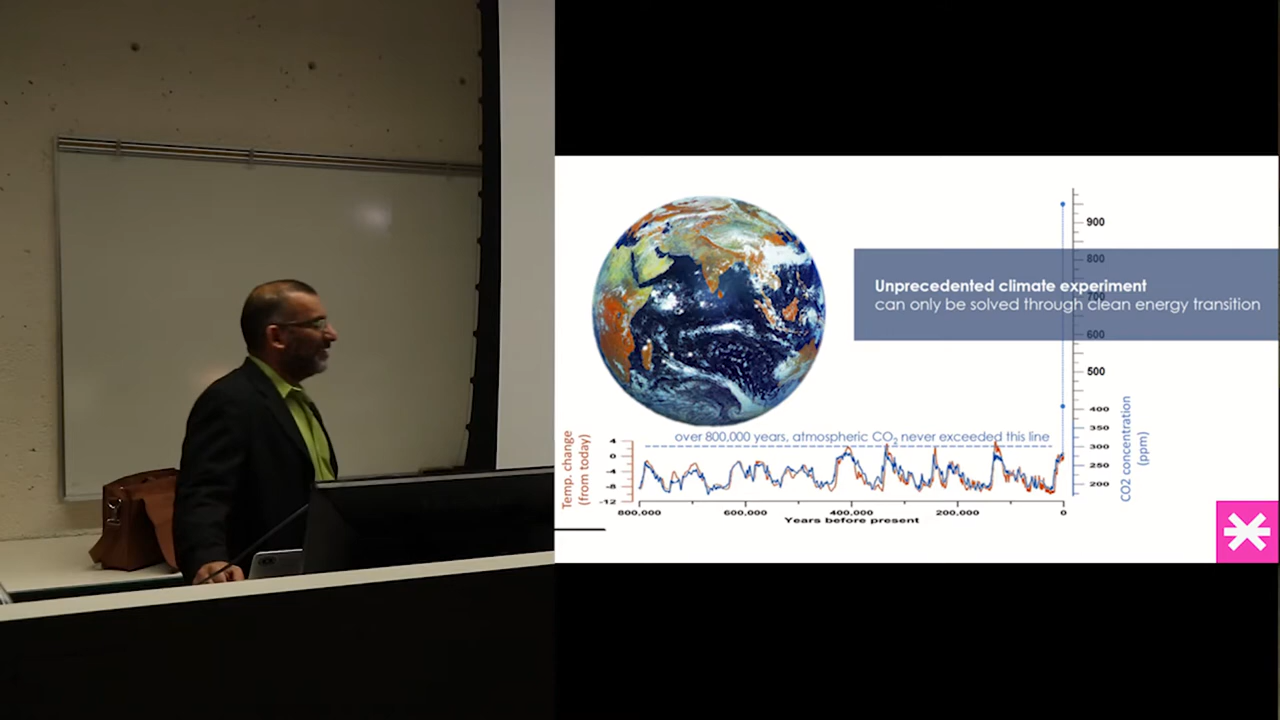 Unprecedented climate experiment
can only be solved through clean energy transition
over 800,000 years, atmospheric CO2 never exceeded this line
900
800
700
600
500
400
350
300
250
200
CO2 concentration
(ppm)
Temp. change
(from today)
4
0
-4
-8
-12
800,000
600,000
400,000
200,000
0
Years before present